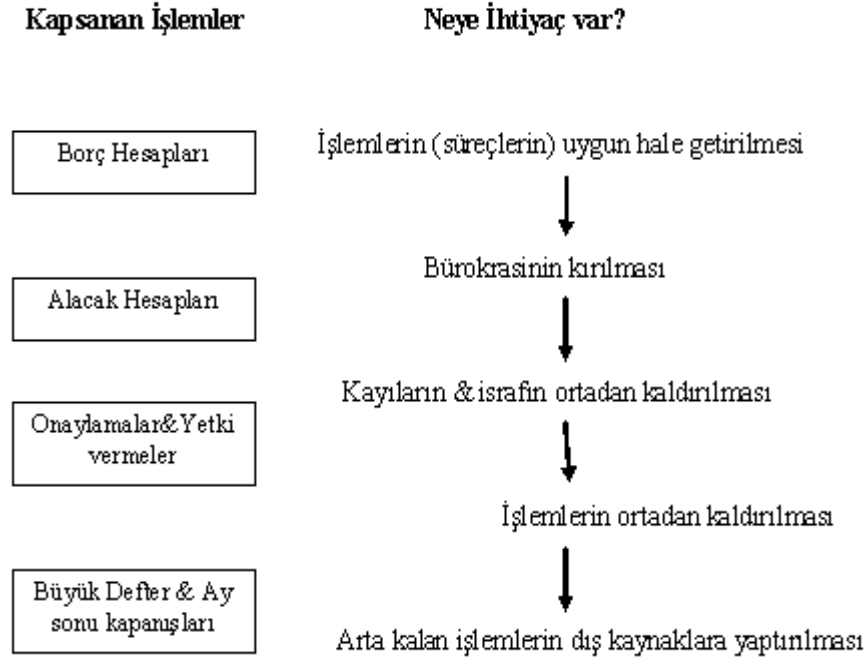 Kapsanan İşlemler
Neye İhtiyaç var?
Borç Hesapları
İşlemlerin (süreçlerin) uygun hale getirilmesi
Bürokrasinin kırılması
Alacak Hesapları
Kayıların & israfın ortadan kaldırılması
Onaylamalar&Yetki
vermeler
İşlemlerin ortadan kaldırılması
Büyük Defter & Ay
sonu kapanışları
Arta kalan işlemlerin dış kaynaklara yaptırılması